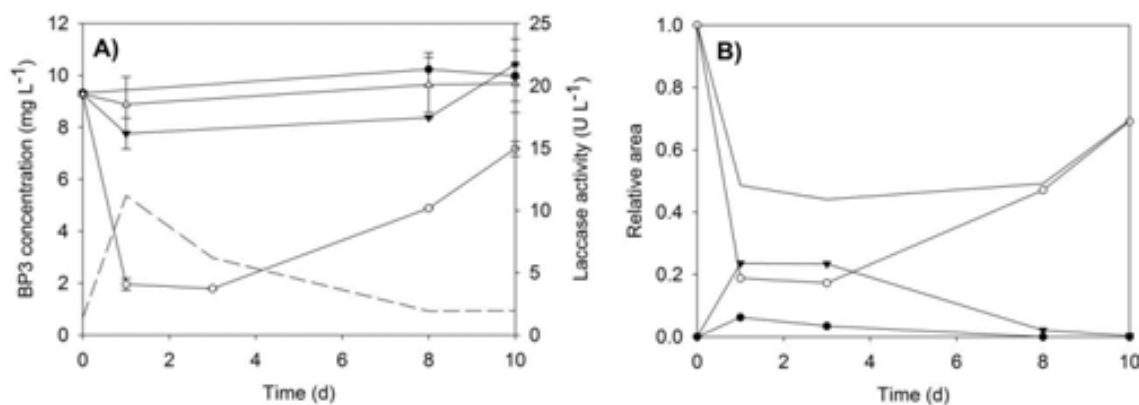 A)
BP3 concentration (mg L⁻¹)
12
10
8
6
4
2
0
25
20
15
10
5
0
Laccase activity (U L⁻¹)
0 2 4 6 8 10
Time (d)
B)
Relative area
1.0
0.8
0.6
0.4
0.2
0.0
0 2 4 6 8 10
Time (d)